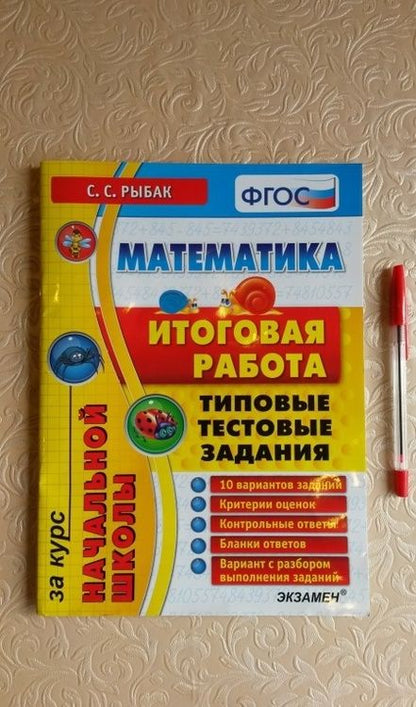 С. С. РЫБАК
ФГОС
МАТЕМАТИКА
ИТОГОВАЯ
РАБОТА
ТИПОВЫЕ
ТЕСТОВЫЕ
ЗАДАНИЯ
за курс
НАЧАЛЬНОЙ
ШКОЛЫ
10 вариантов заданий
Критерии оценок
Контрольные ответы
Бланки ответов
Вариант с разбором
выполнения заданий
ЭКЗАМЕН®